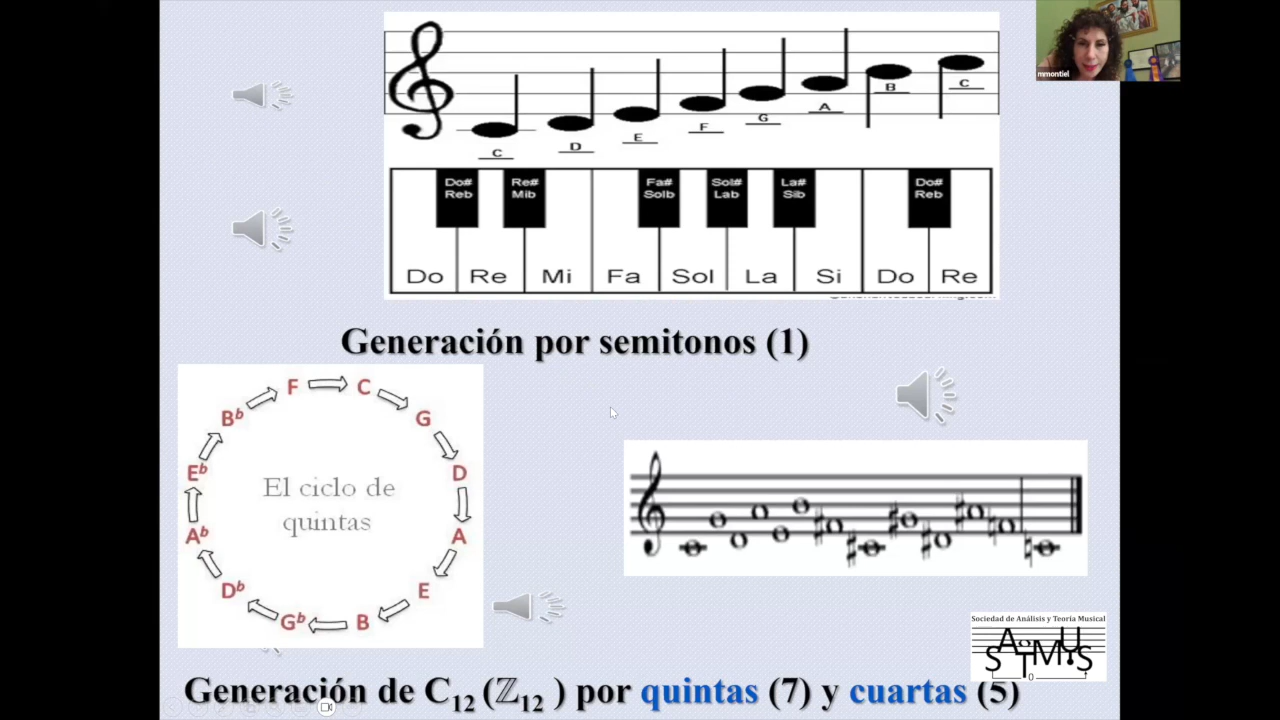 mmontiel
C D E F G A B C
Do# Re# Fa# Sol# La# Do#
Reb Mib Solb Lab Sib Reb
Do Re Mi Fa Sol La Si Do Re
Generación por semitonos (1)
F C
B♭ G
E♭ D
El ciclo de
quintas
A♭ A
D♭ E
G♭ B
Sociedad de Análisis y Teoría Musical
SATMUS
0
Generación de C₁₂ (ℤ₁₂ ) por quintas (7) y cuartas (5)